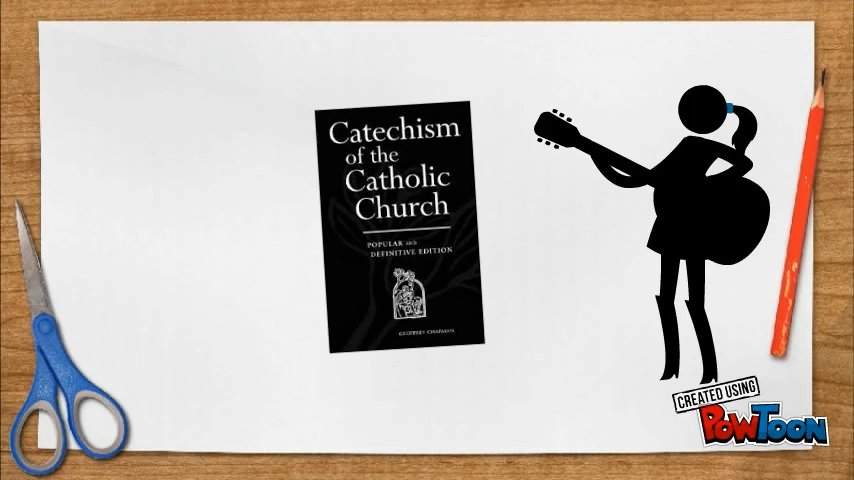 Catechism
of the
Catholic
Church
POPULAR AND
DEFINITIVE EDITION
GEOFFREY CHAPMAN
CREATED USING
POWTOON